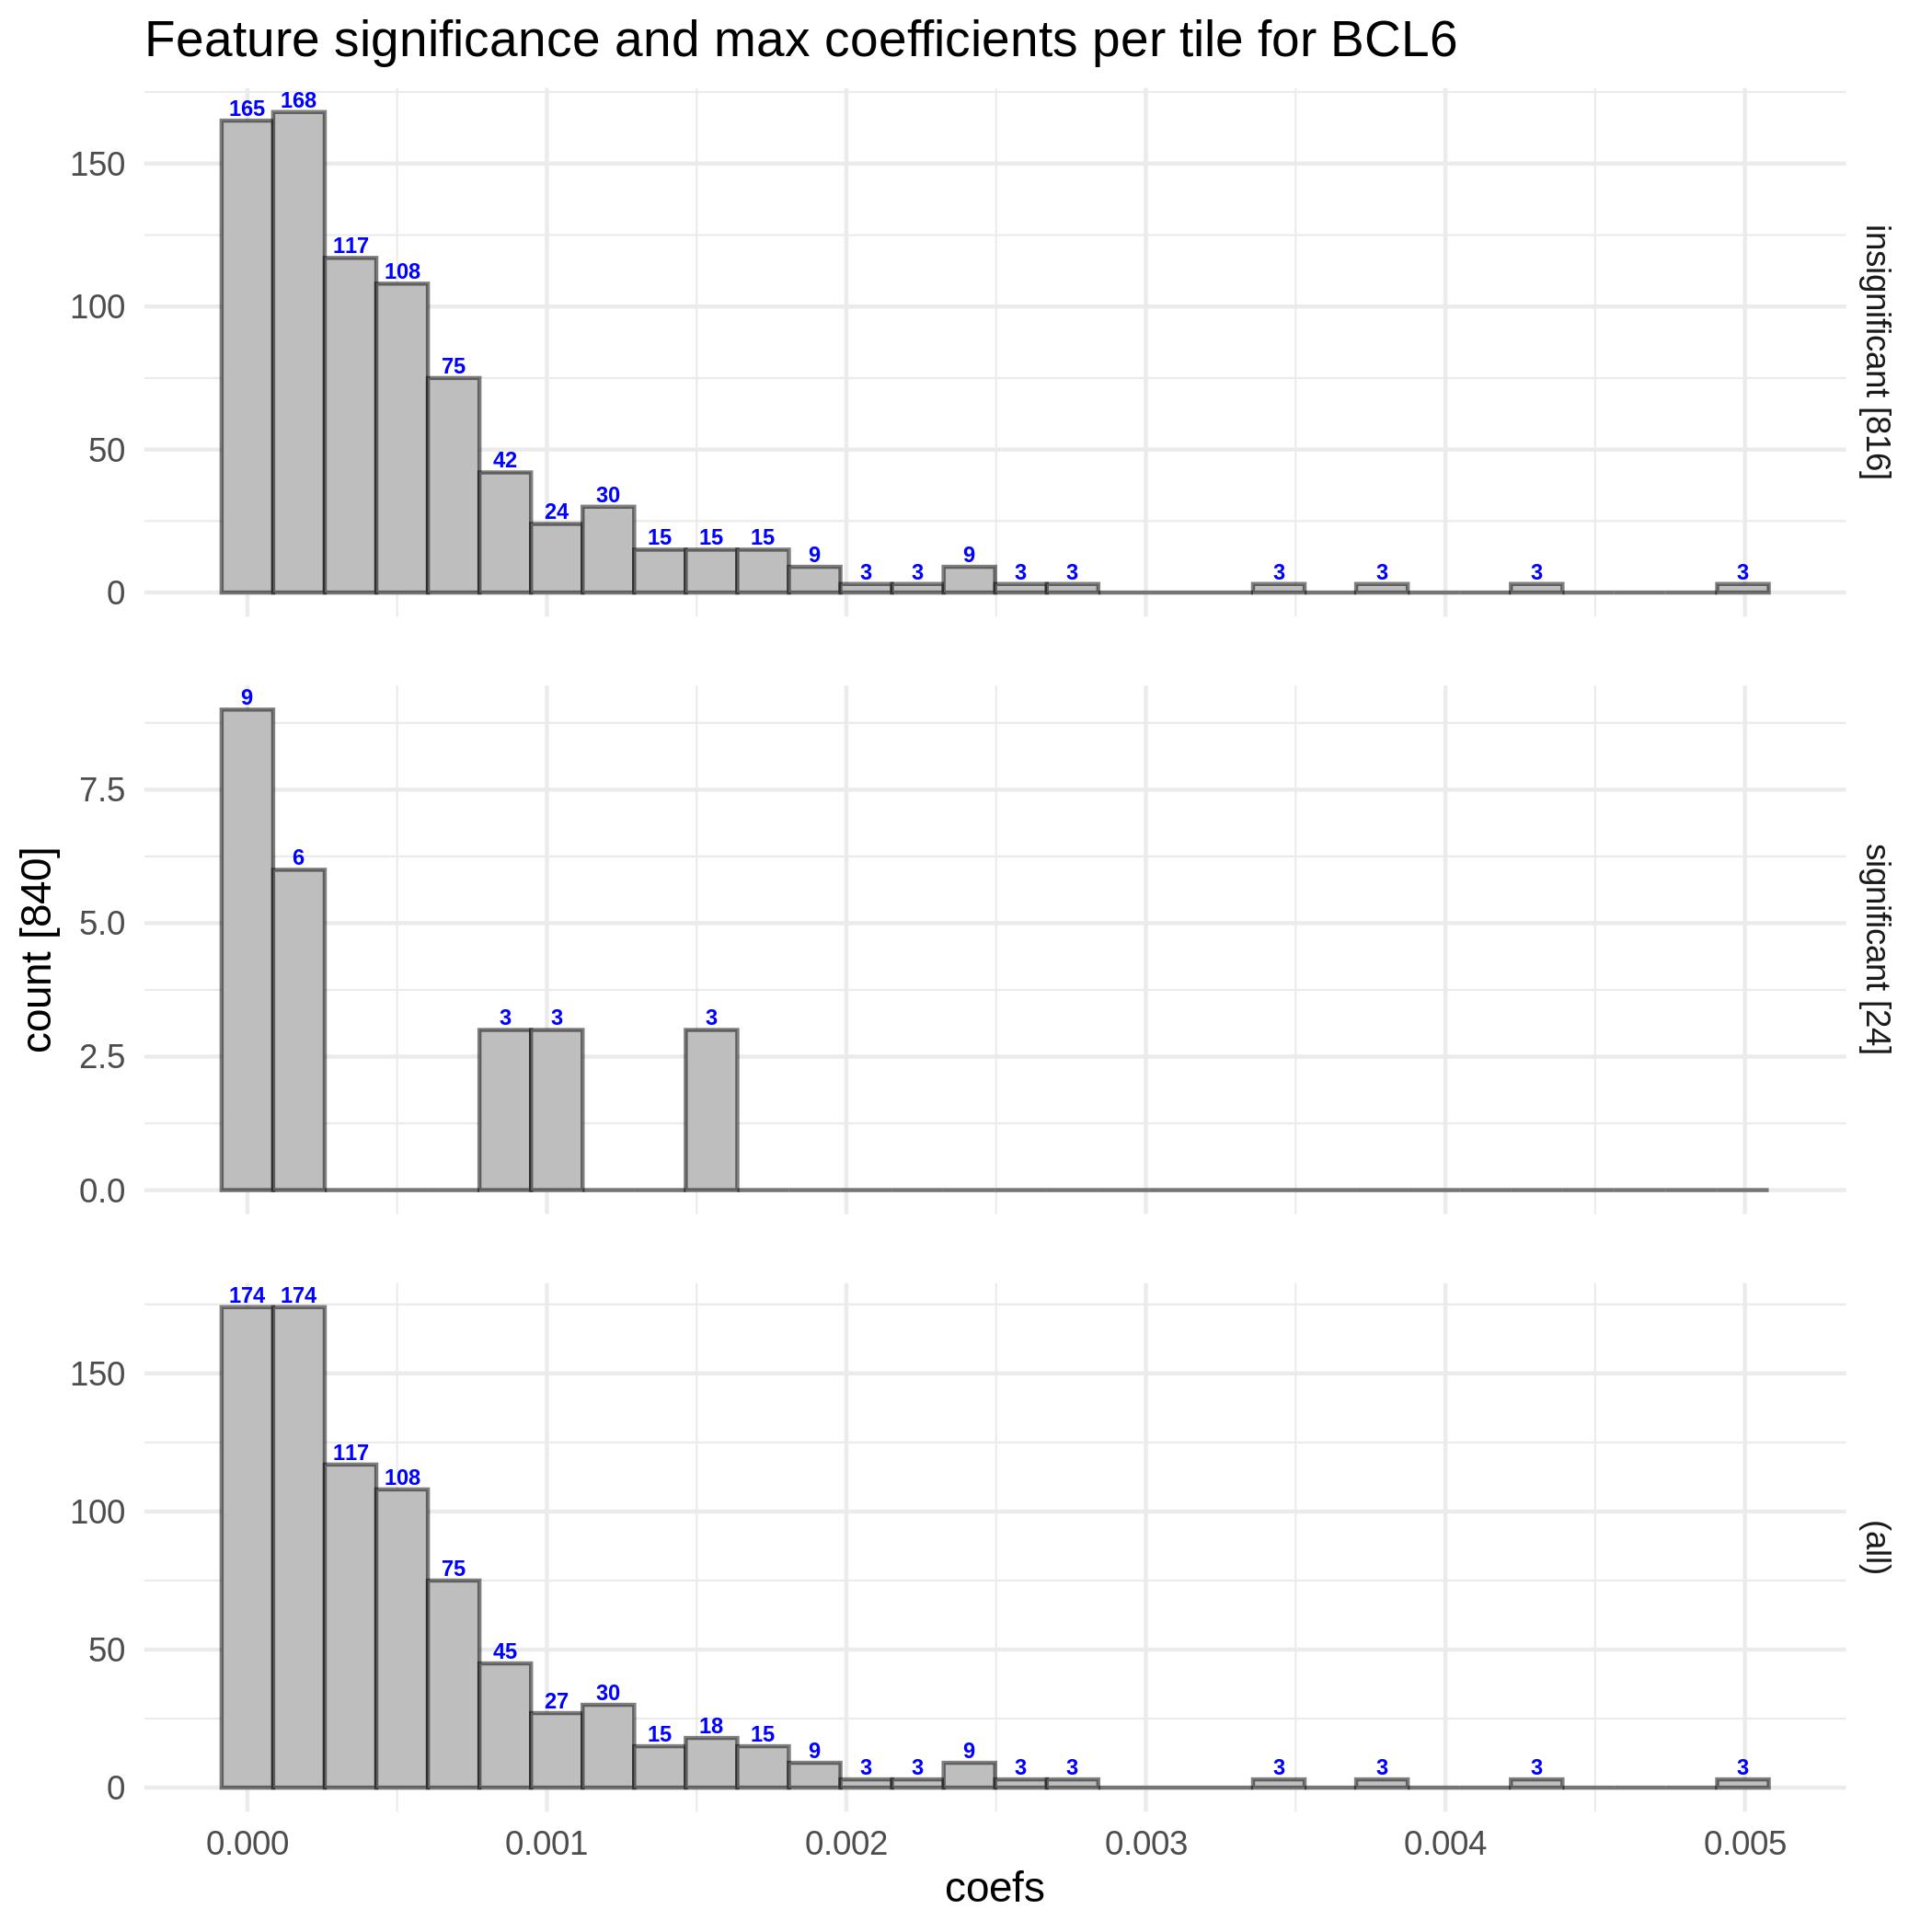 Feature significance and max coefficients per tile for BCL6
165 168 117 108 75 42 24 30 15 15 15 9 3 3 9 3 3 3 3 3 3
150
100
50
0
insignificant [816]
9 6 3 3 3
7.5
5.0
2.5
0.0
significant [24]
count [840]
174 174 117 108 75 45 27 30 15 18 15 9 3 3 9 3 3 3 3 3 3
150
100
50
0
(all)
0.000 0.001 0.002 0.003 0.004 0.005
coefs